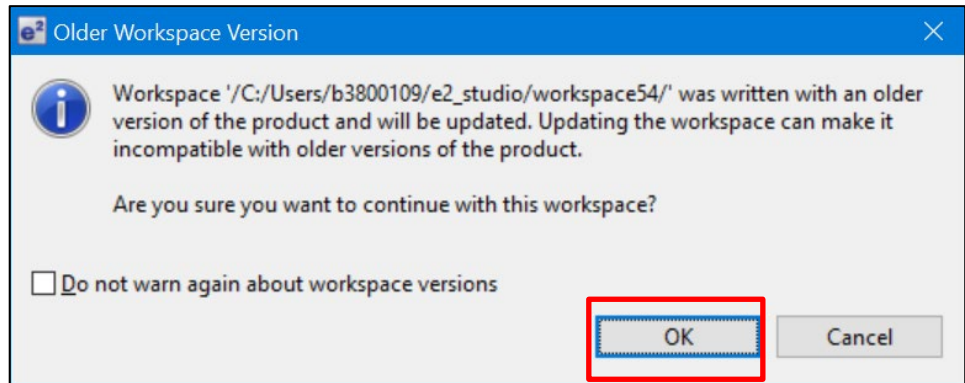 e² Older Workspace Version
Workspace '/C:/Users/b3800109/e2_studio/workspace54/' was written with an older
version of the product and will be updated. Updating the workspace can make it
incompatible with older versions of the product.
Are you sure you want to continue with this workspace?
Do not warn again about workspace versions
OK Cancel